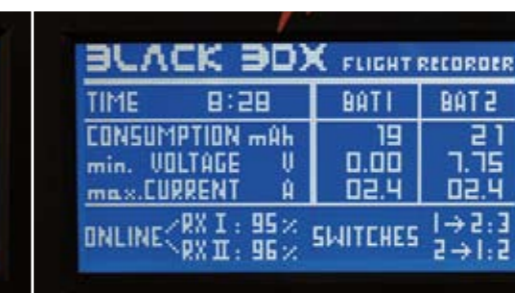 BLACK BOX FLIGHT RECORDER
TIME 8:28 BAT1 BAT2
CONSUMPTION mAh 19 21
min. VOLTAGE V 0.00 7.75
max.CURRENT A 02.4 02.4
ONLINE RX I : 95% SWITCHES 1→2:3
RX II : 96% 2→1:2